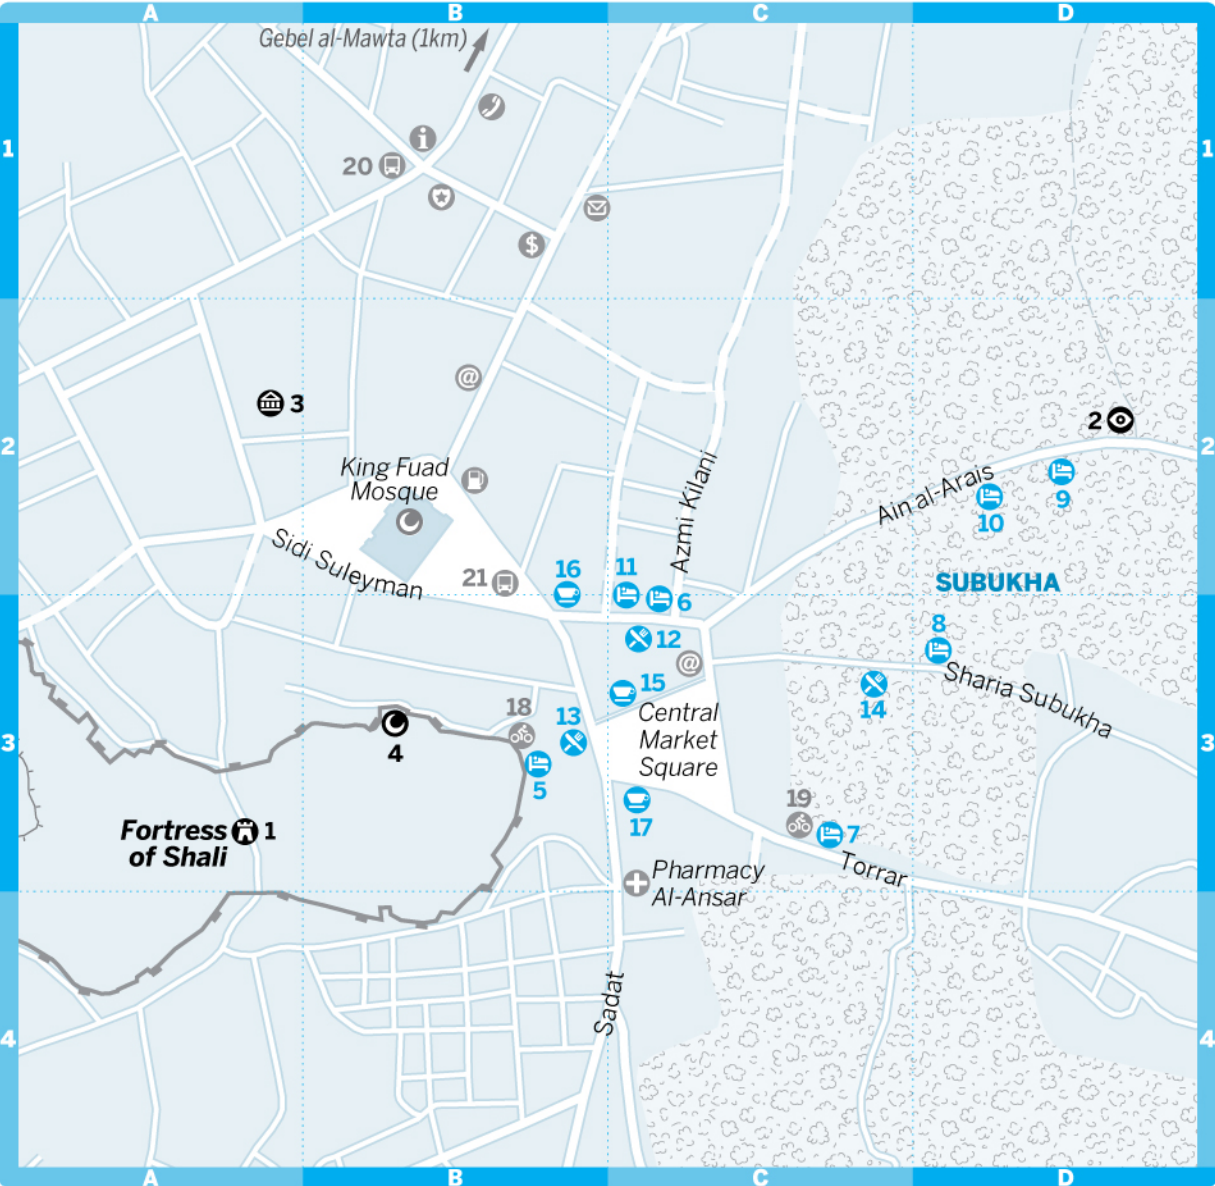 A B C D
Gebel al-Mawta (1km)
1 1
20
$
@
3
2
2 2
King Fuad
Mosque
Azmi Kilani
Ain al-Arais
9
10
Sidi Suleyman
21
16
11
6
SUBUKHA
8
12
@
Sharia Subukha
15
14
18
13
Central
Market
Square
3 3
4
5
17
19
7
Fortress
of Shali
1
Torrar
Pharmacy
Al-Ansar
Sadat
4 4
A B C D